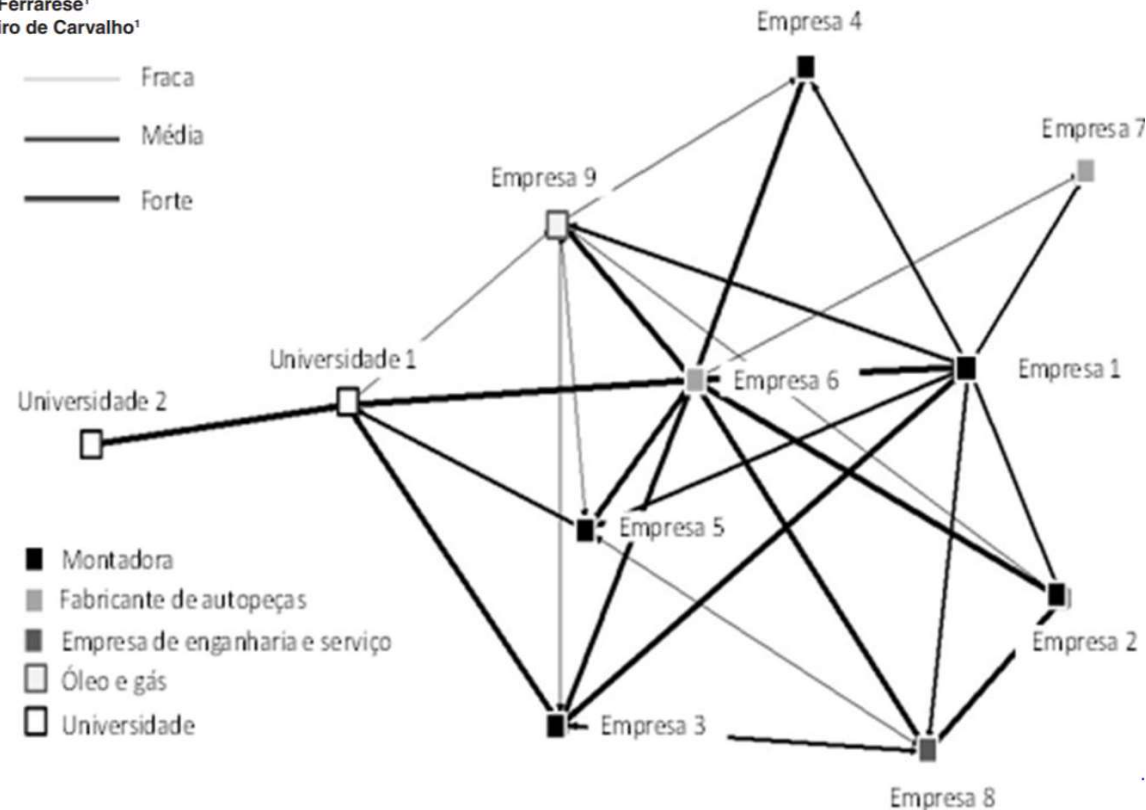 Ferrarese¹
iro de Carvalho¹
Fraca
Média
Forte
Empresa 4
Empresa 7
Empresa 9
Universidade 1
Empresa 6
Empresa 1
Universidade 2
Empresa 5
Montadora
Fabricante de autopeças
Empresa de engenharia e serviço
Óleo e gás
Universidade
Empresa 2
Empresa 3
Empresa 8